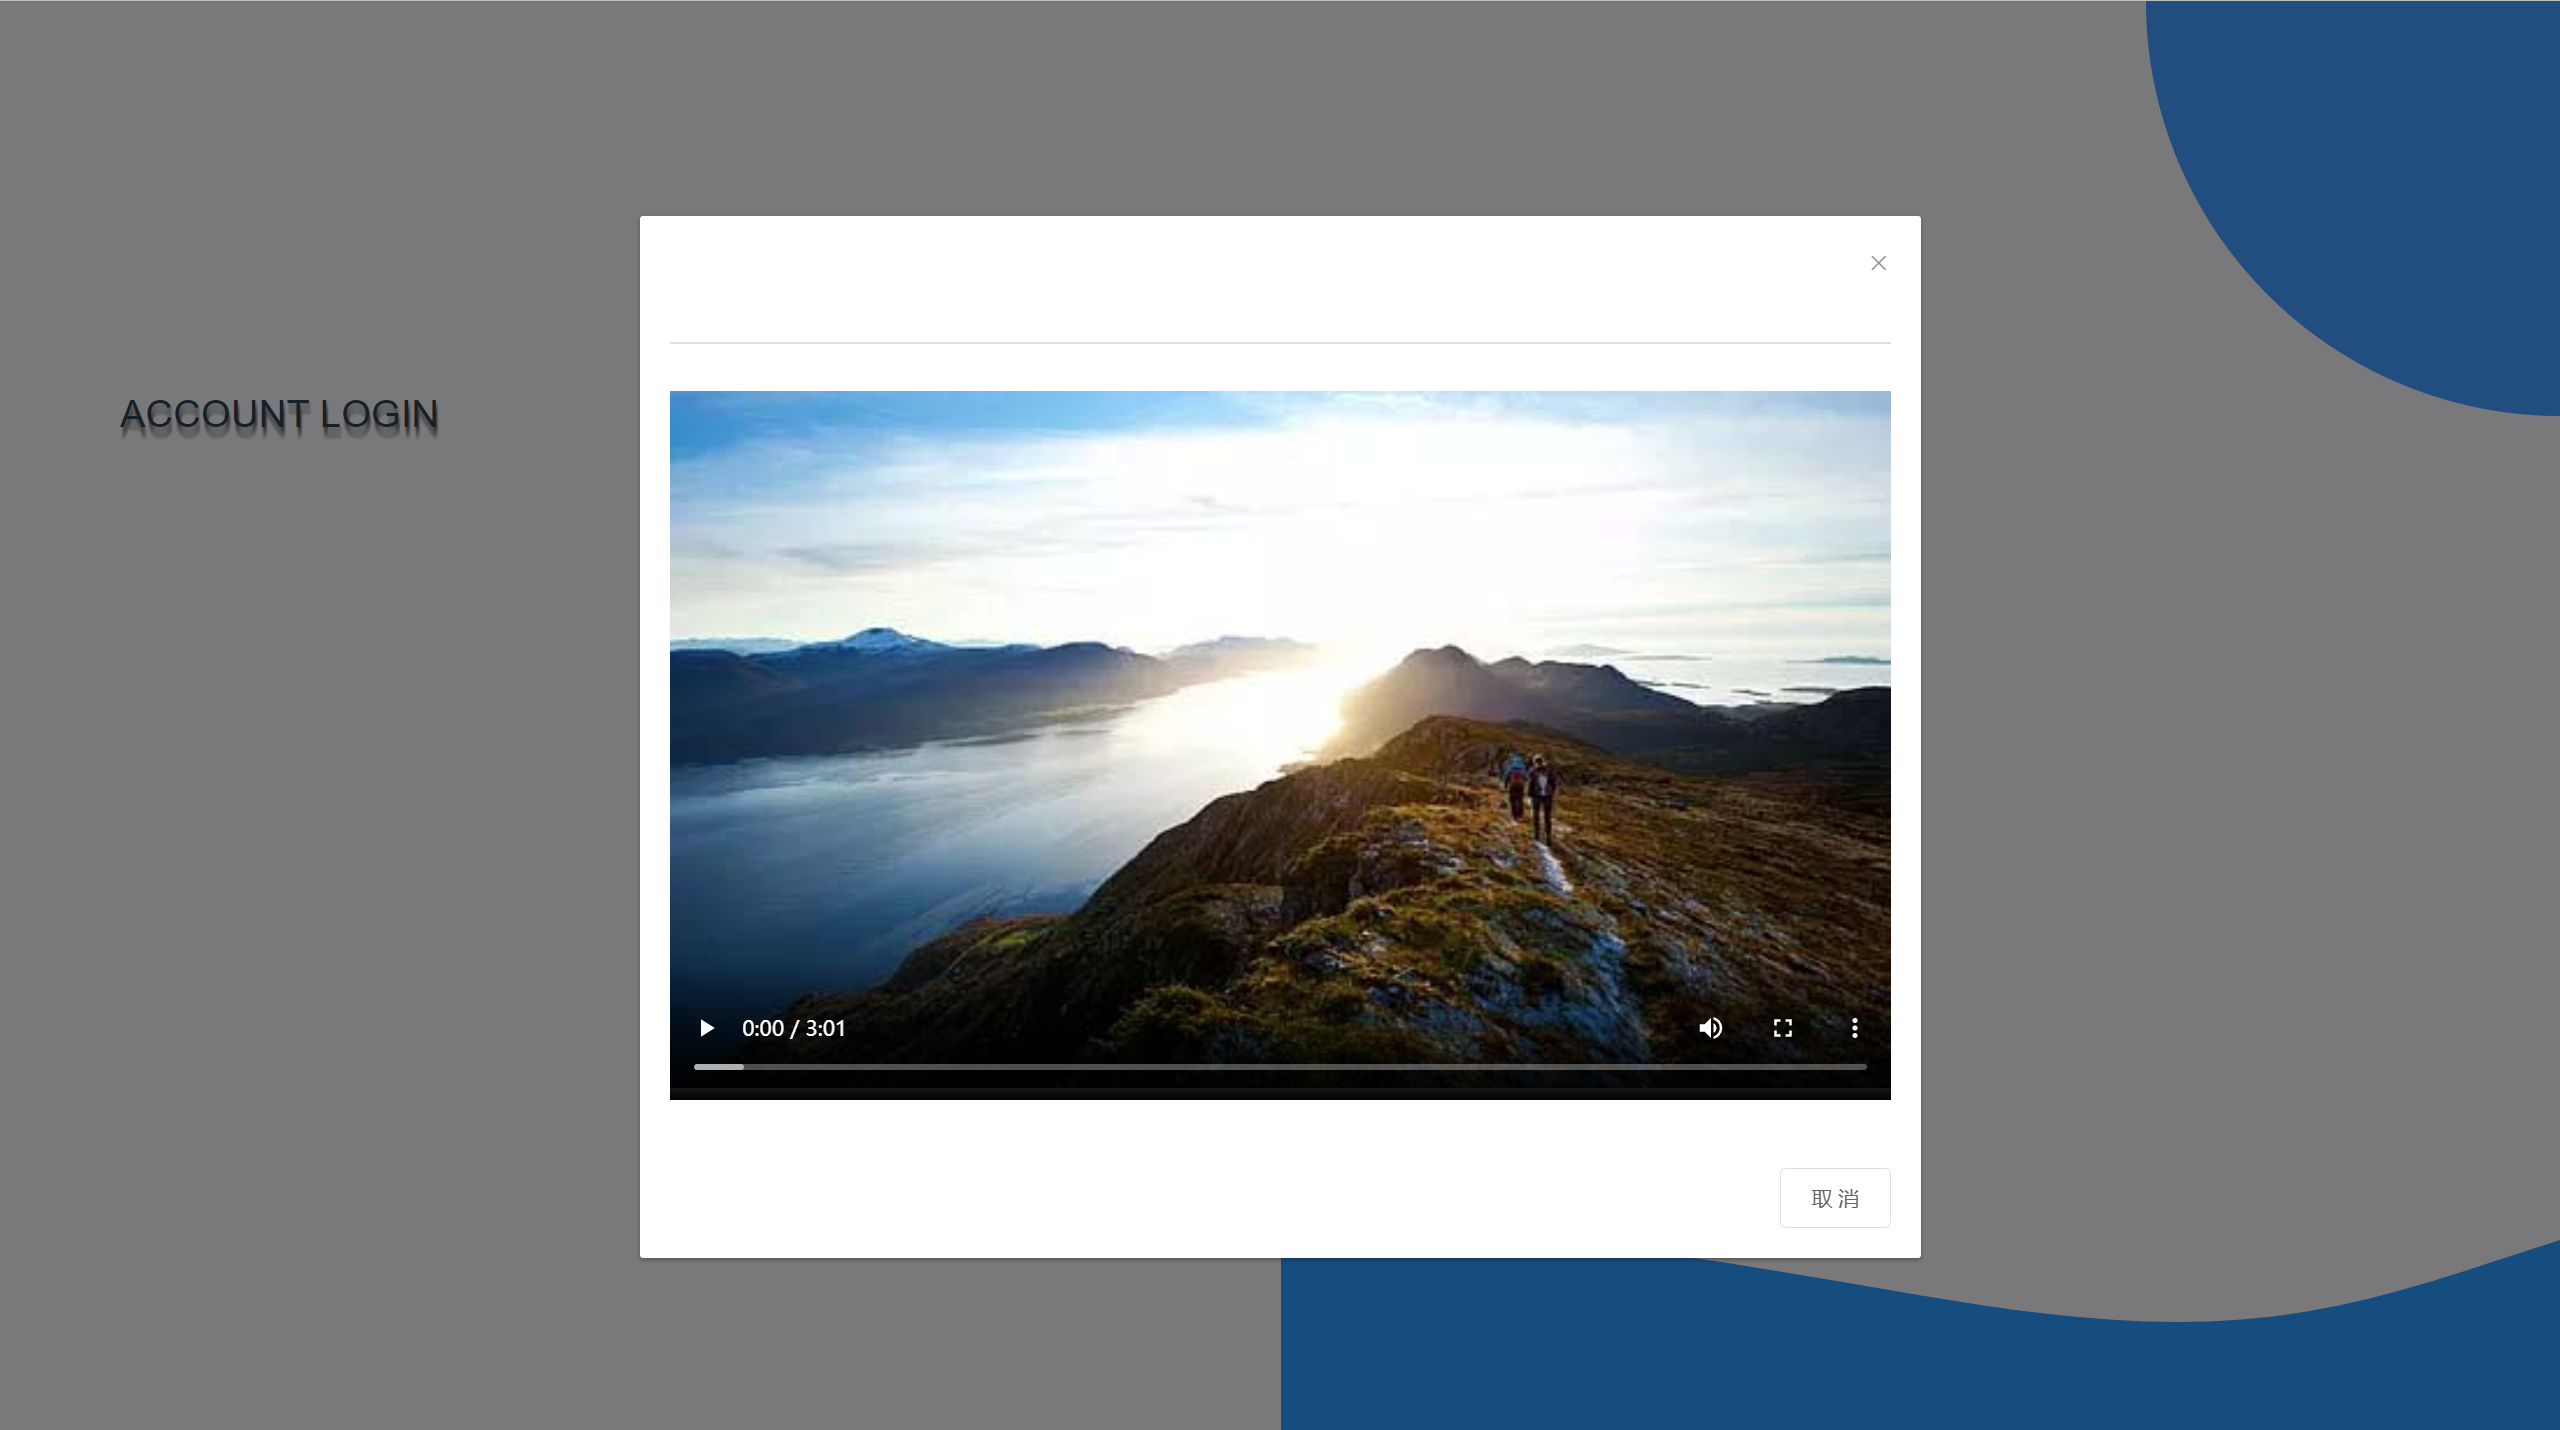 ACCOUNT LOGIN
0:00 / 3:01
取 消